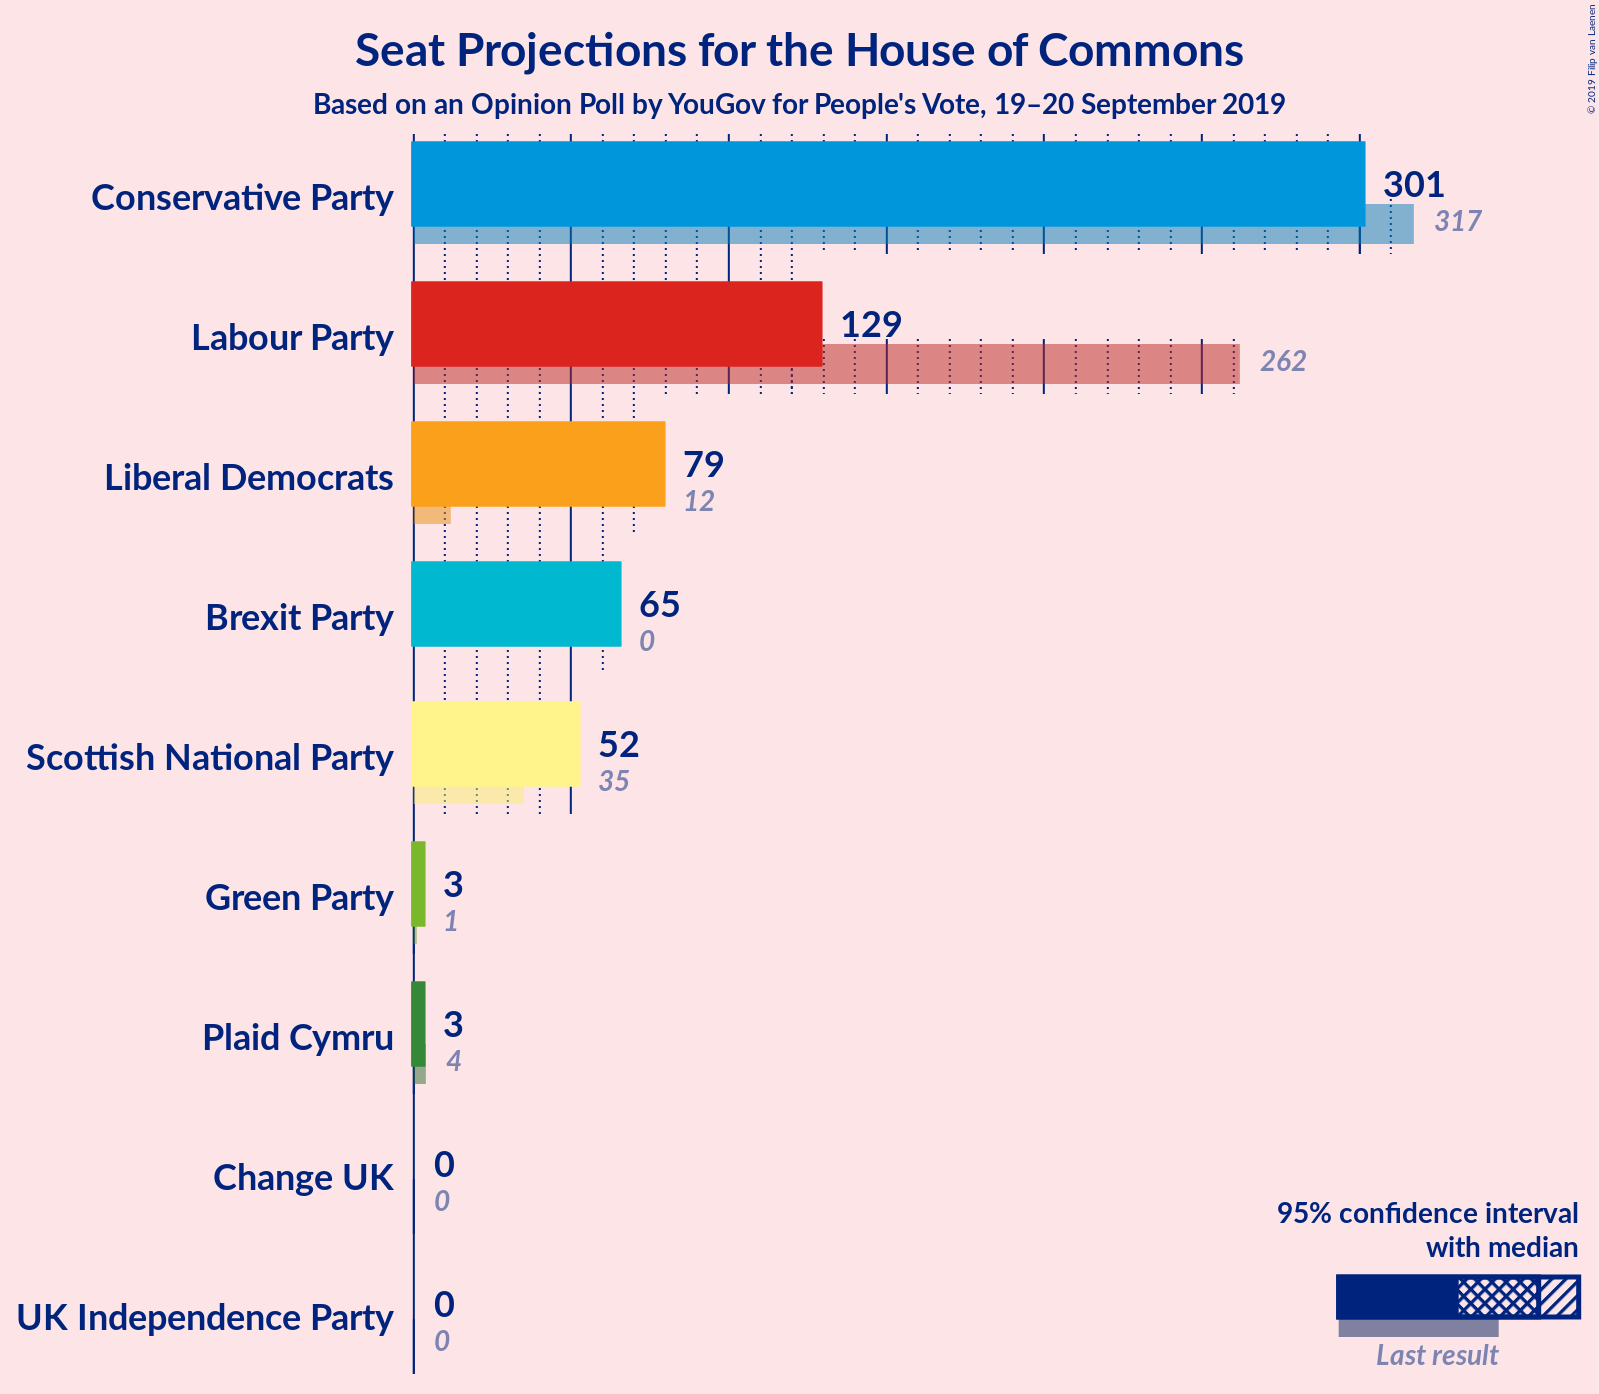 Seat Projections for the House of Commons
Based on an Opinion Poll by YouGov for People's Vote, 19–20 September 2019
© 2019 Filip van Laenen
Conservative Party
301
317
Labour Party
129
262
Liberal Democrats
79
12
Brexit Party
65
0
Scottish National Party
52
35
Green Party
3
1
Plaid Cymru
3
4
Change UK
0
0
UK Independence Party
0
0
95% confidence interval
with median
Last result